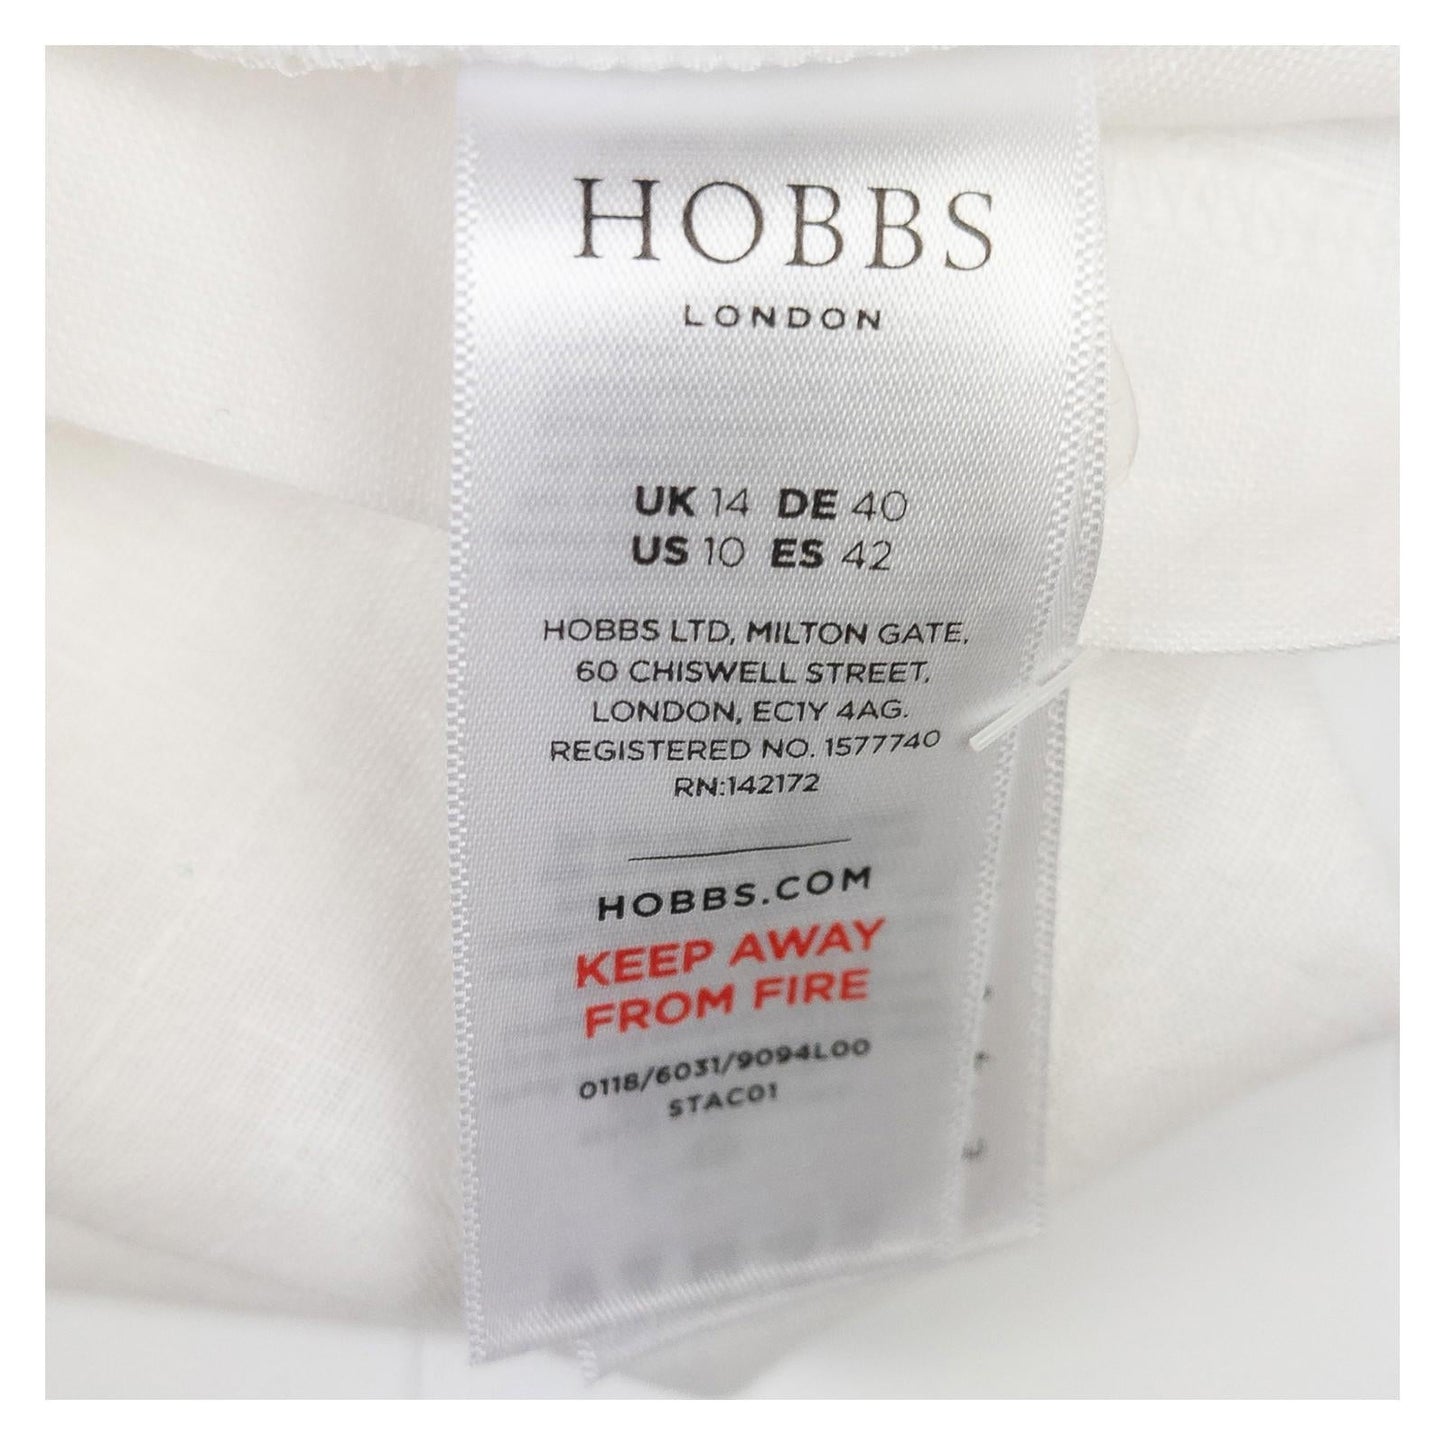 HOBBS
LONDON
UK 14 DE 40
US 10 ES 42
HOBBS LTD, MILTON GATE,
60 CHISWELL STREET,
LONDON, EC1Y 4AG.
REGISTERED NO. 1577740
RN:142172
HOBBS.COM
KEEP AWAY
FROM FIRE
0118/6031/9094L00
STAC01